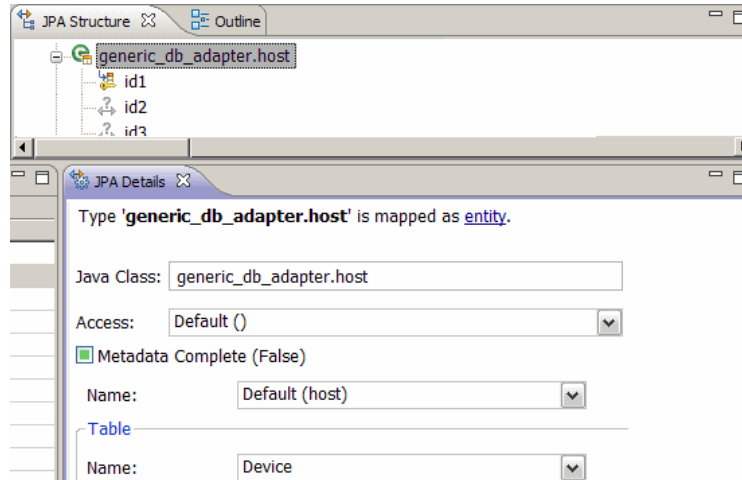 JPA Structure Outline
generic_db_adapter.host
id1
id2
id3
JPA Details
Type 'generic_db_adapter.host' is mapped as entity.
Java Class: generic_db_adapter.host
Access: Default ()
Metadata Complete (False)
Name: Default (host)
Table
Name: Device